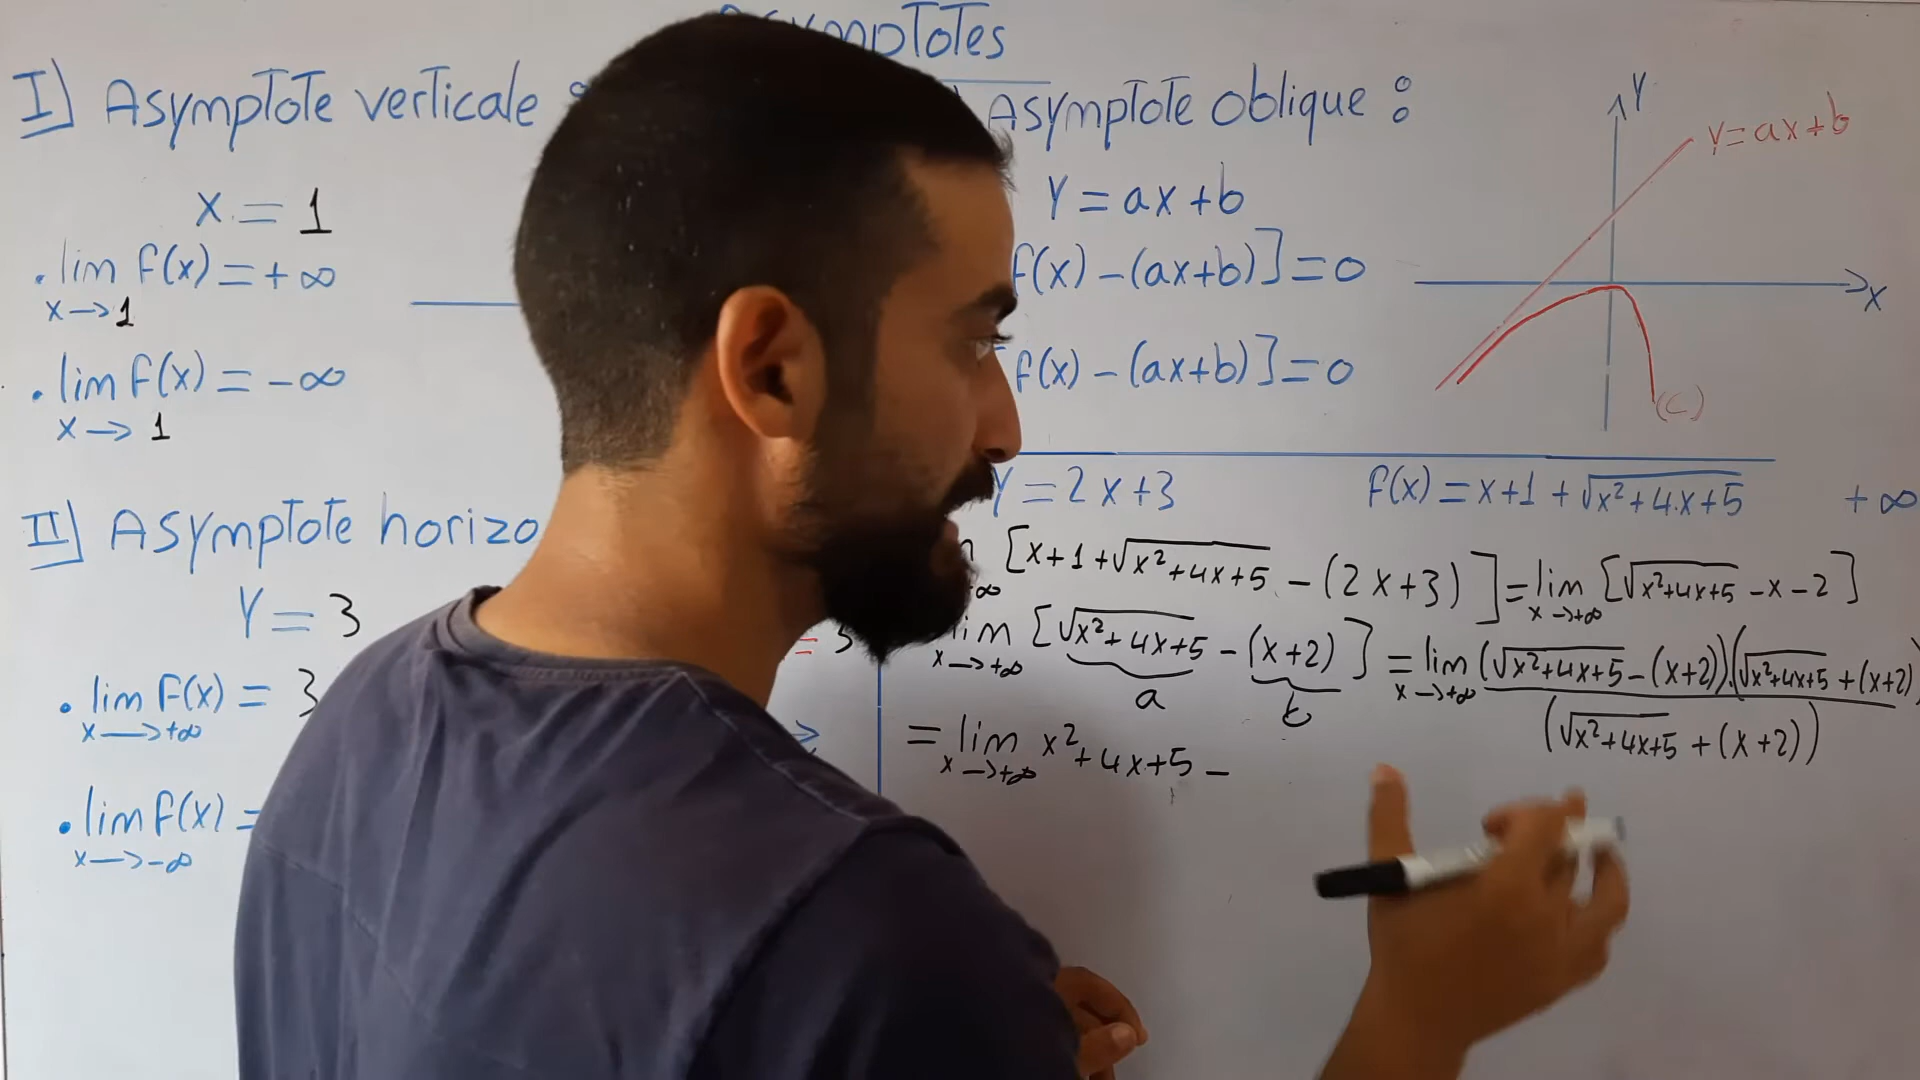 I) Asymptote verticale :
x = 1
. lim f(x) = +∞
x → 1
. lim f(x) = -∞
x → 1
II) Asymptote horizo
Y = 3
. lim f(x) = 3
x → +∞
. lim f(x) =
x → -∞
= 3
Asymptote oblique :
Y = ax+b
f(x) - (ax+b)] = 0
f(x) - (ax+b)] = 0
Y
y = ax+b
x
(C)
Y = 2x+3
f(x) = x+1+√x²+4x+5
+∞
[x+1+√x²+4x+5 - (2x+3)] = lim [√x²+4x+5 - x - 2]
x → +∞
lim [√x²+4x+5 - (x+2)] = lim (√x²+4x+5 - (x+2)).(√x²+4x+5 + (x+2)
x → +∞
x → +∞
a
b
(√x²+4x+5 + (x+2))
= lim x²+4x+5 -
x → +∞